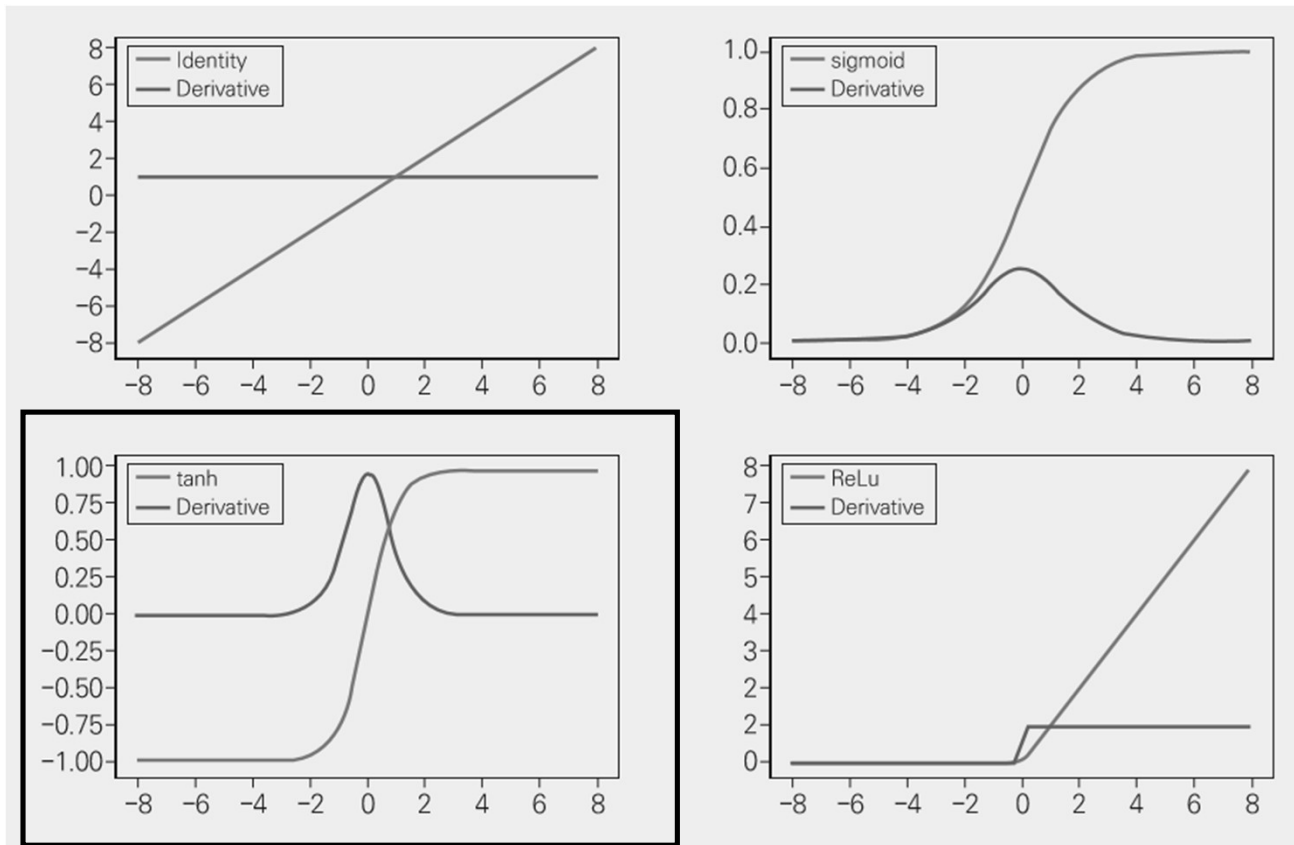 8
6
4
2
0
−2
−4
−6
−8
Identity
Derivative
−8 −6 −4 −2 0 2 4 6 8
1.0
0.8
0.6
0.4
0.2
0.0
sigmoid
Derivative
−8 −6 −4 −2 0 2 4 6 8
1.00
0.75
0.50
0.25
0.00
−0.25
−0.50
−0.75
−1.00
tanh
Derivative
−8 −6 −4 −2 0 2 4 6 8
8
7
6
5
4
3
2
2
0
ReLu
Derivative
−8 −6 −4 −2 0 2 4 6 8